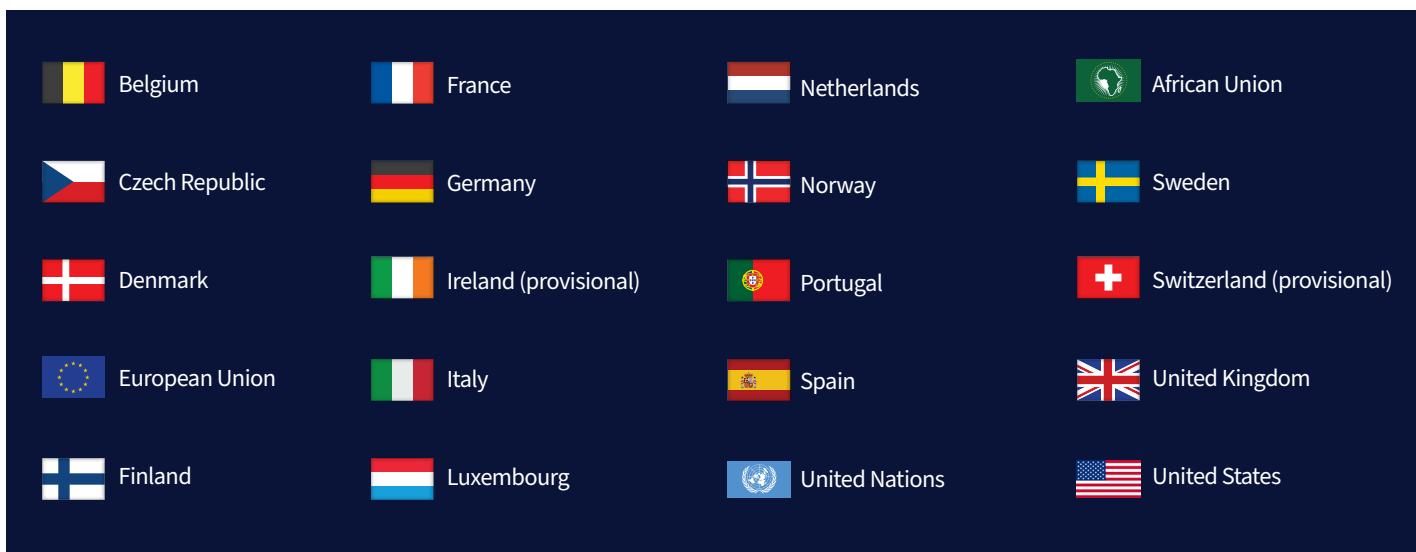 Belgium
Czech Republic
Denmark
European Union
Finland
France
Germany
Ireland (provisional)
Italy
Luxembourg
Netherlands
Norway
Portugal
Spain
United Nations
African Union
Sweden
Switzerland (provisional)
United Kingdom
United States